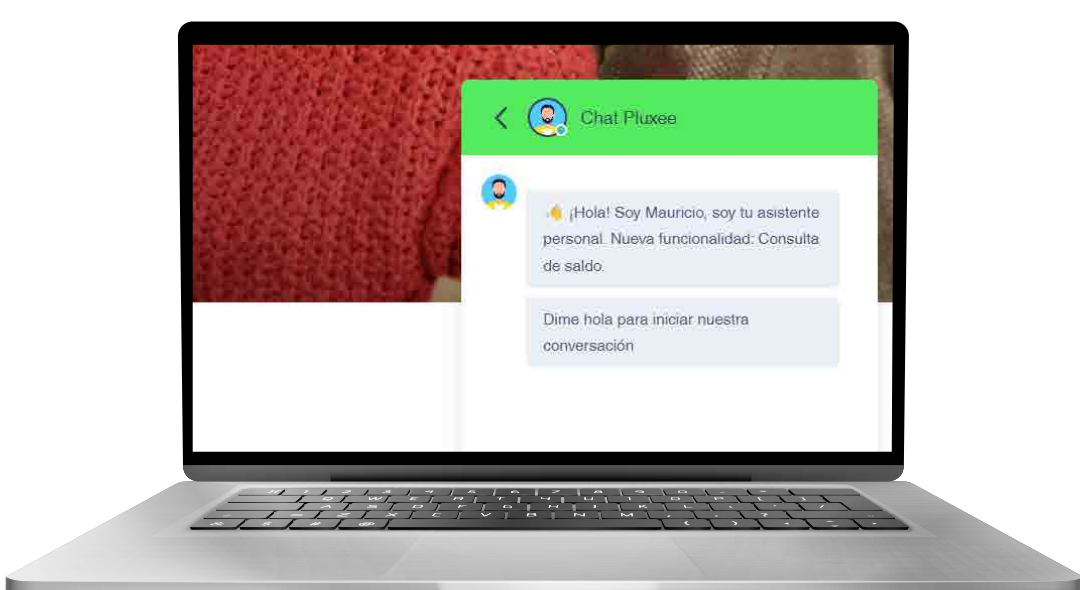 Chat Pluxee
¡Hola! Soy Mauricio, soy tu asistente
personal. Nueva funcionalidad: Consulta
de saldo.
Dime hola para iniciar nuestra
conversación